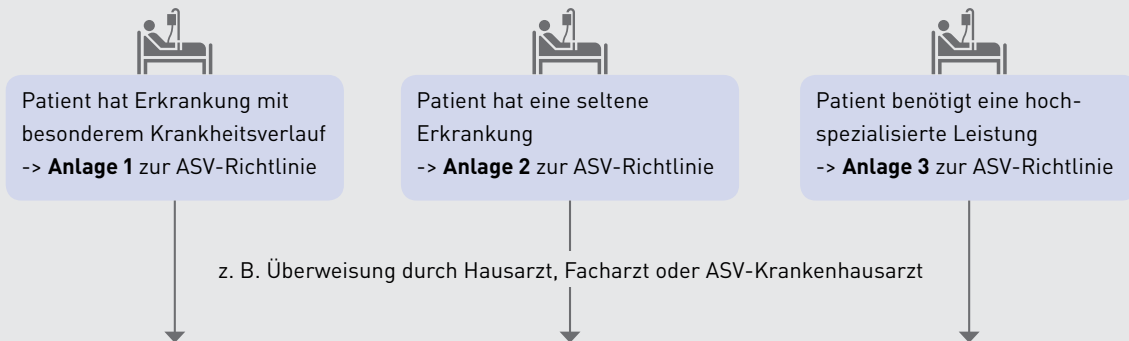 Patient hat Erkrankung mit
besonderem Krankheitsverlauf
-> Anlage 1 zur ASV-Richtlinie
Patient hat eine seltene
Erkrankung
-> Anlage 2 zur ASV-Richtlinie
Patient benötigt eine hoch-
spezialisierte Leistung
-> Anlage 3 zur ASV-Richtlinie
z. B. Überweisung durch Hausarzt, Facharzt oder ASV-Krankenhausarzt